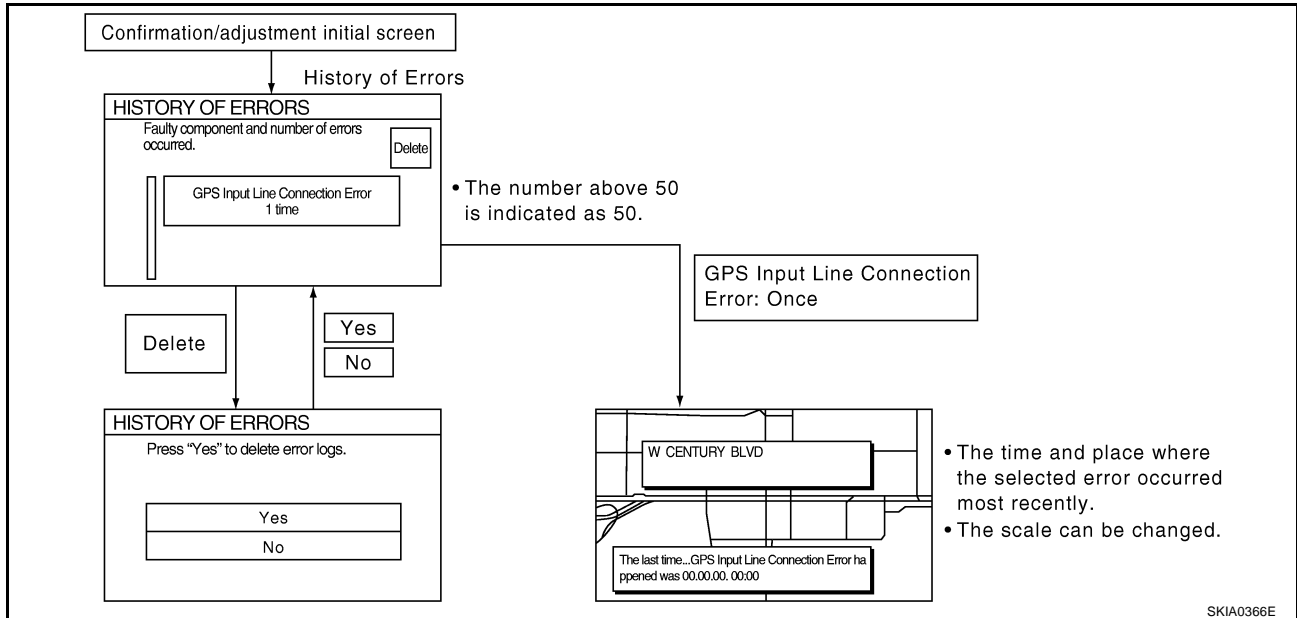 Confirmation/adjustment initial screen
History of Errors
HISTORY OF ERRORS
Faulty component and number of errors
occurred.
Delete
GPS Input Line Connection Error
1 time
• The number above 50
is indicated as 50.
GPS Input Line Connection
Error: Once
Delete
Yes
No
HISTORY OF ERRORS
Press “Yes” to delete error logs.
Yes
No
W CENTURY BLVD
The last time...GPS Input Line Connection Error ha
ppened was 00.00.00. 00:00
• The time and place where
the selected error occurred
most recently.
• The scale can be changed.
SKIA0366E